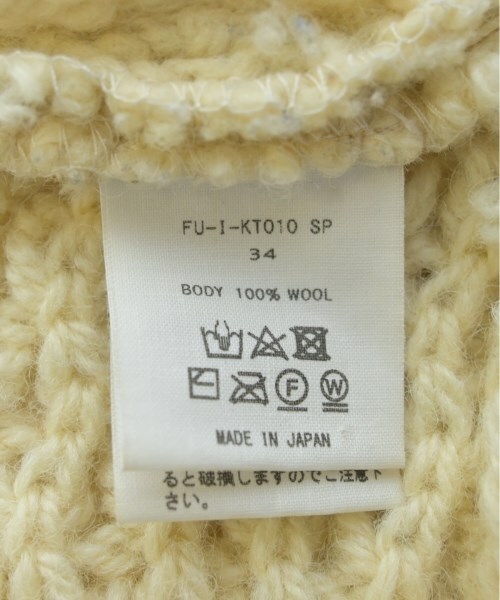 FU-I-KT010 SP
34
BODY 100% WOOL
F W
MADE IN JAPAN
ると破損しますのでご注意下
さい。